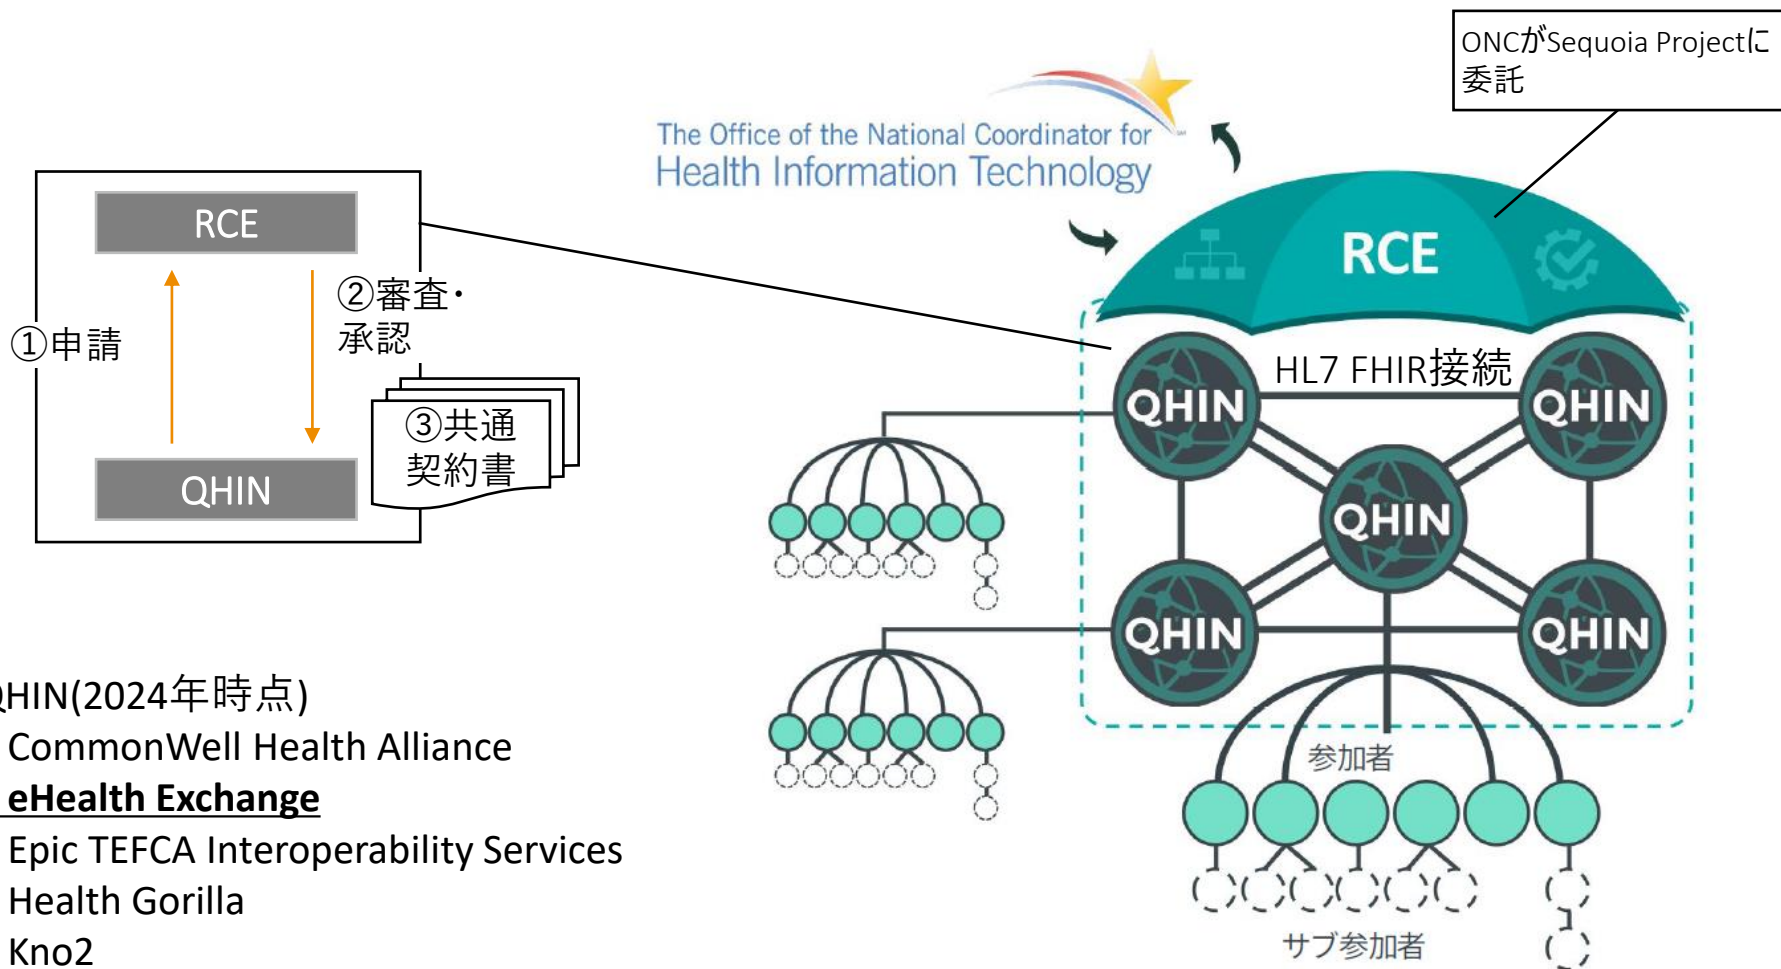 ONCがSequoia Projectに
委託
The Office of the National Coordinator for
Health Information Technology
RCE
①申請
②審査・
承認
③共通
契約書
QHIN
RCE
HL7 FHIR接続
QHIN
QHIN
QHIN
QHIN
QHIN
参加者
サブ参加者
QHIN(2024年時点)
CommonWell Health Alliance
eHealth Exchange
Epic TEFCA Interoperability Services
Health Gorilla
Kno2